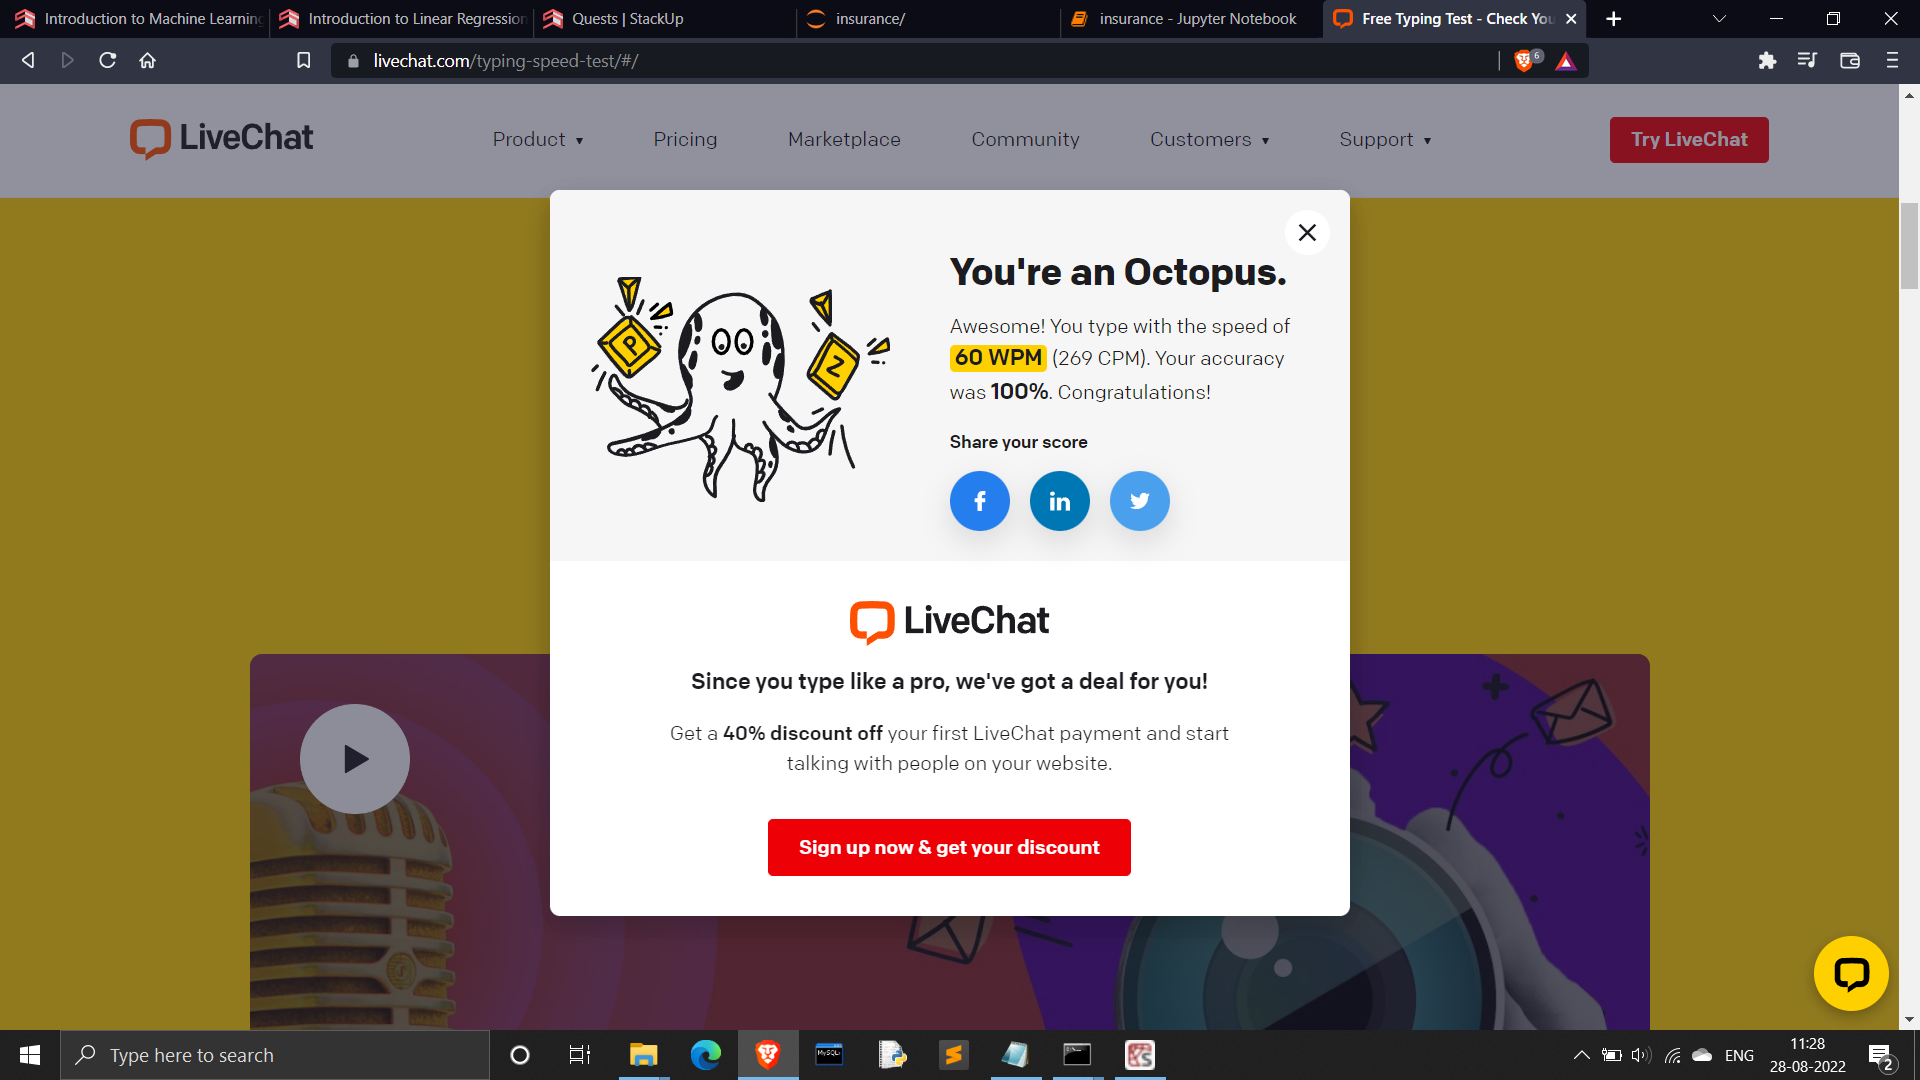 Introduction to Machine Learning
Introduction to Linear Regression
Quests | StackUp
insurance/
insurance - Jupyter Notebook
Free Typing Test - Check You
livechat.com/typing-speed-test/#/
6
LiveChat
Product
Pricing
Marketplace
Community
Customers
Support
Try LiveChat
P
Z
You're an Octopus.
Awesome! You type with the speed of
60 WPM (269 CPM). Your accuracy
was 100%. Congratulations!
Share your score
f
in
LiveChat
Since you type like a pro, we've got a deal for you!
Get a 40% discount off your first LiveChat payment and start
talking with people on your website.
Sign up now & get your discount
Type here to search
MySQL
ENG
11:28
28-08-2022
2